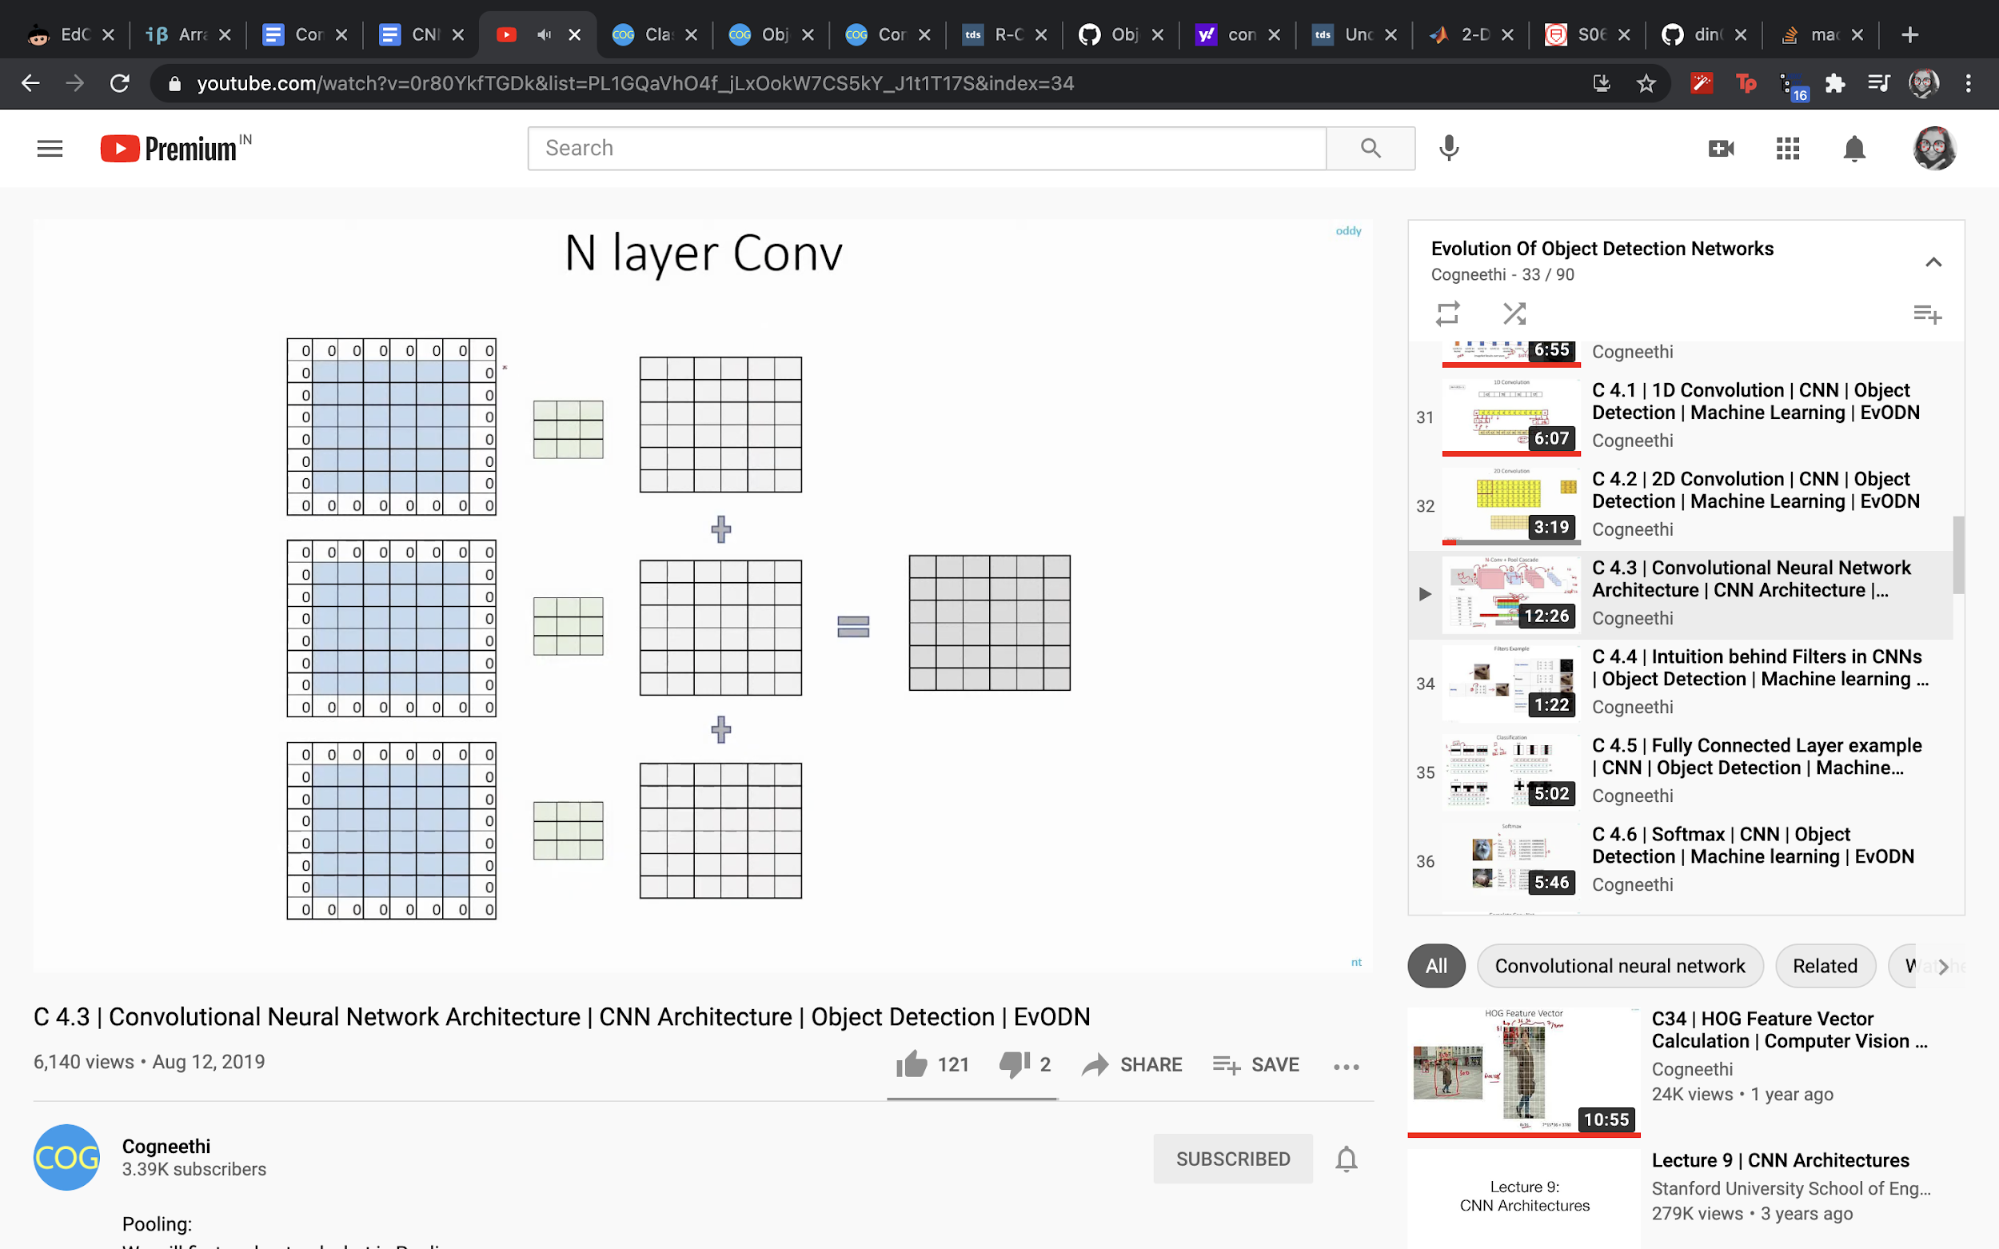 EdC
Arra
Con
CNN
Clas
Obj
Con
tds R-C
Obj
con
tds Unc
2-D
S06
din
mac
youtube.com/watch?v=0r80YkfTGDk&list=PL1GQaVhO4f_jLxOokW7CS5kY_J1t1T17S&index=34
16
Premium IN
Search
oddy
N layer Conv
0 0 0 0 0 0 0 0
0 0
0 0
0 0
0 0
0 0
0 0
0 0 0 0 0 0 0 0
0 0 0 0 0 0 0 0
0 0
0 0
0 0
0 0
0 0
0 0
0 0 0 0 0 0 0 0
0 0 0 0 0 0 0 0
0 0
0 0
0 0
0 0
0 0
0 0
0 0 0 0 0 0 0 0
nt
C 4.3 | Convolutional Neural Network Architecture | CNN Architecture | Object Detection | EvODN
6,140 views • Aug 12, 2019
121
2
SHARE
SAVE
COG
Cogneethi
3.39K subscribers
SUBSCRIBED
Pooling:
Evolution Of Object Detection Networks
Cogneethi - 33 / 90
6:55
Cogneethi
31
6:07
C 4.1 | 1D Convolution | CNN | Object
Detection | Machine Learning | EvODN
Cogneethi
32
3:19
C 4.2 | 2D Convolution | CNN | Object
Detection | Machine Learning | EvODN
Cogneethi
12:26
C 4.3 | Convolutional Neural Network
Architecture | CNN Architecture |...
Cogneethi
34
1:22
C 4.4 | Intuition behind Filters in CNNs
| Object Detection | Machine learning ...
Cogneethi
35
5:02
C 4.5 | Fully Connected Layer example
| CNN | Object Detection | Machine...
Cogneethi
36
5:46
C 4.6 | Softmax | CNN | Object
Detection | Machine learning | EvODN
Cogneethi
All
Convolutional neural network
Related
HOG Feature Vector
10:55
C34 | HOG Feature Vector
Calculation | Computer Vision ...
Cogneethi
24K views • 1 year ago
Lecture 9:
CNN Architectures
Lecture 9 | CNN Architectures
Stanford University School of Eng...
279K views • 3 years ago